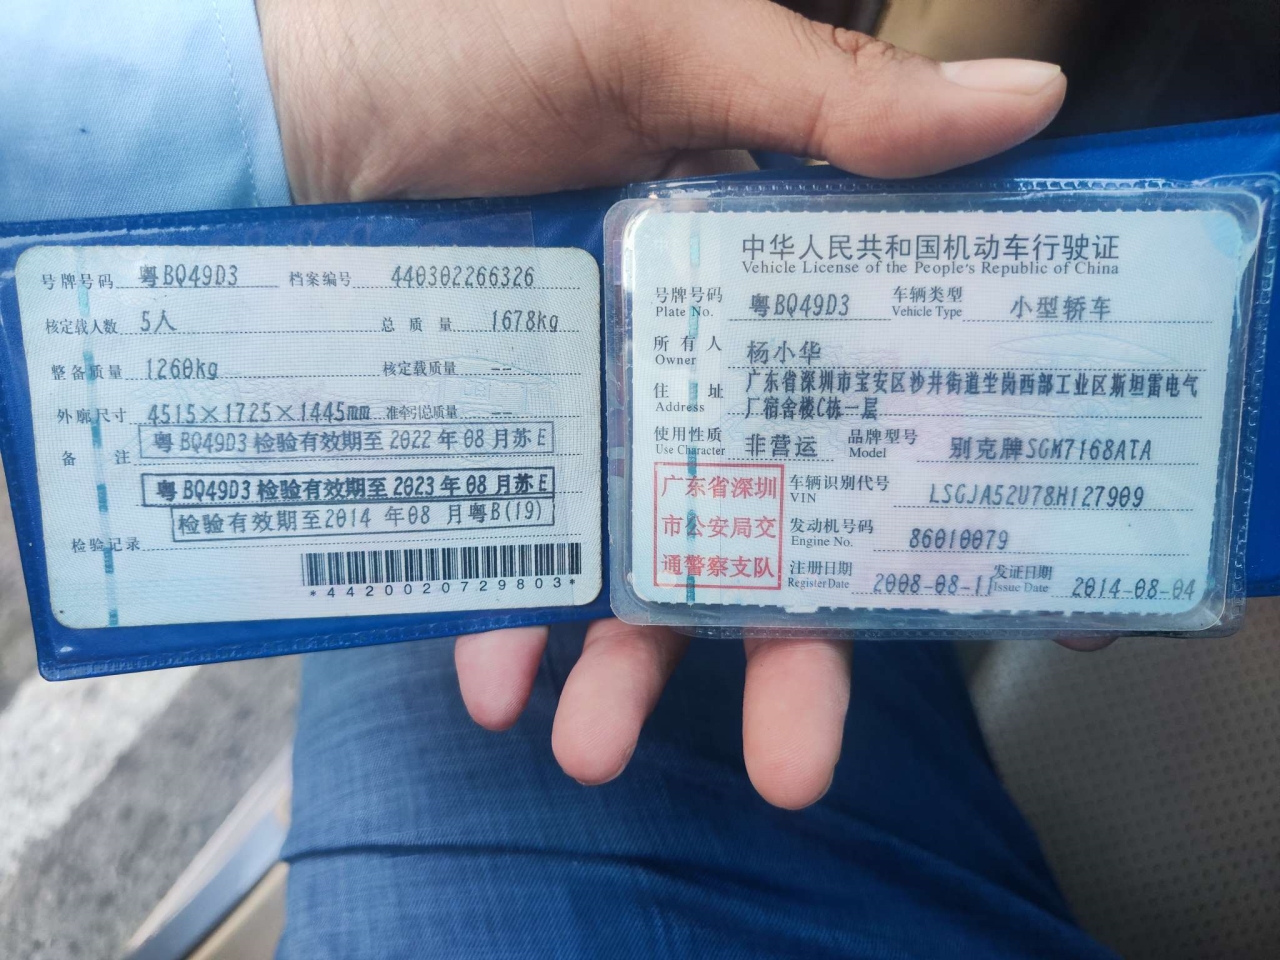 号牌号码 粤BQ49D3 档案编号 440302266326
核定载人数 5人 总质量 1678kg
整备质量 1260kg 核定载质量 --
外廓尺寸 4515×1725×1445mm 准牵引总质量 --
粤BQ49D3检验有效期至2022年08月苏E
备注
粤BQ49D3检验有效期至2023年08月苏E
检验有效期至2014 年08 月粤B(19)
检验记录
*4420020729803*
中华人民共和国机动车行驶证
Vehicle License of the People's Republic of China
号牌号码 粤BQ49D3 车辆类型 小型轿车
Plate No. Vehicle Type
所有人 杨小华
Owner
住址 广东省深圳市宝安区沙井街道坐岗西部工业区斯坦雷电气
Address 厂宿舍楼C栋一层
使用性质 非营运 品牌型号 别克牌SGM7168ATA
Use Character Model
广东省深圳
市公安局交
通警察支队
车辆识别代号 LSGJA52U78H127909
VIN
发动机号码 86010079
Engine No.
注册日期 2008-08-11 发证日期 2014-08-04
Register Date Issue Date